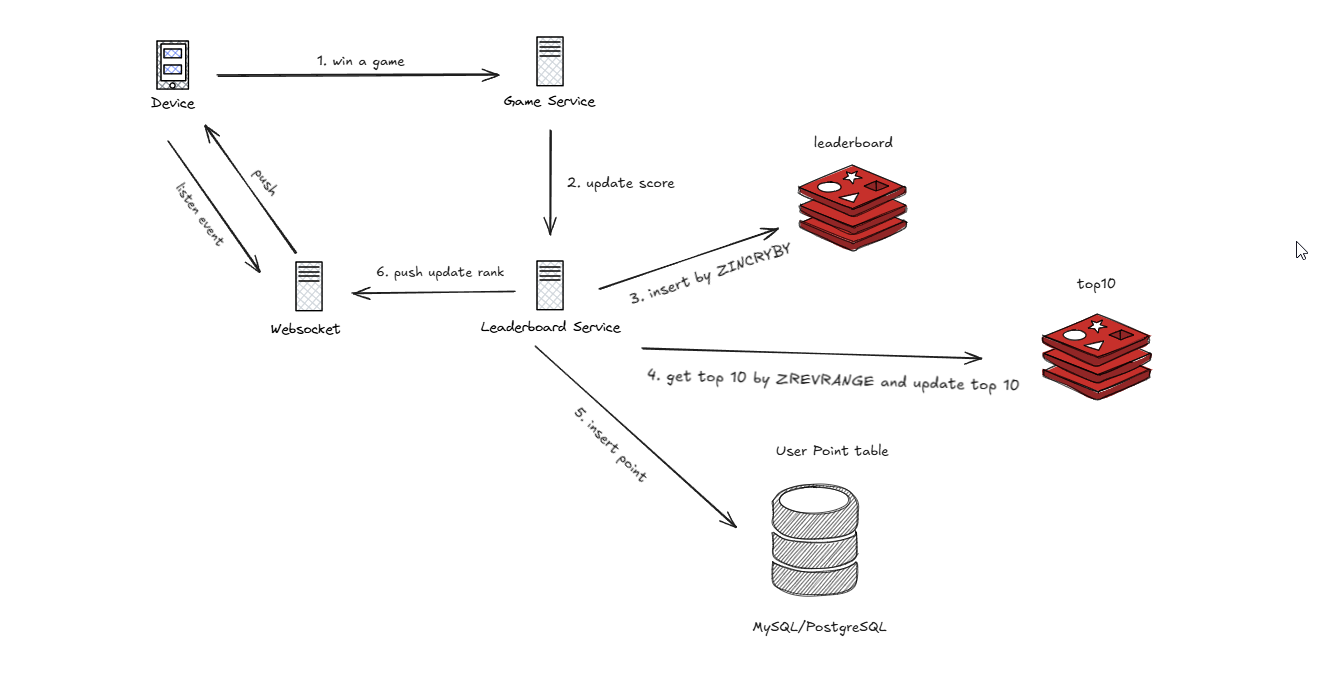 1. win a game
Device
Game Service
leaderboard
push
listen event
2. update score
3. insert by ZINCRYBY
6. push update rank
Websocket
Leaderboard Service
top10
4. get top 10 by ZREVRANGE and update top 10
5. insert point
User Point table
MySQL/PostgreSQL